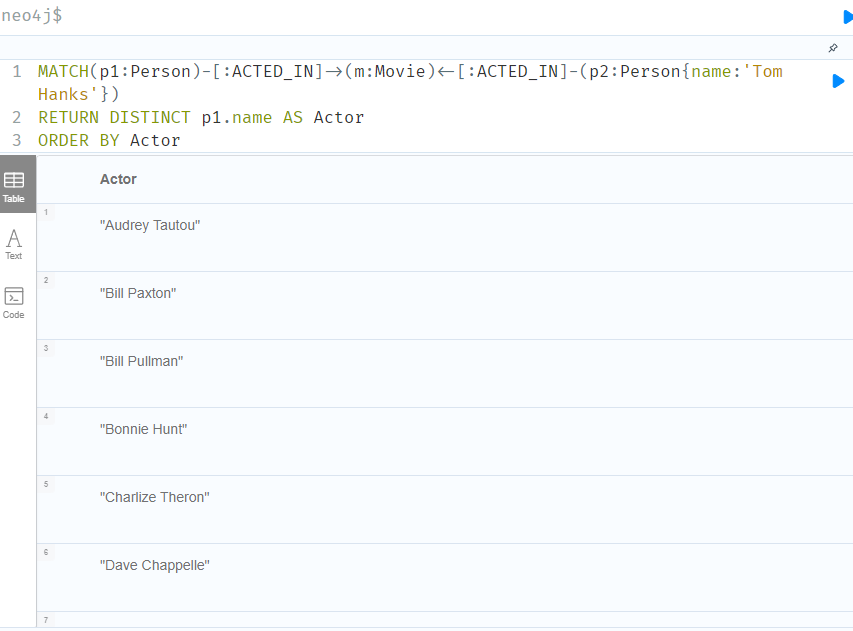 neo4j$
1 MATCH(p1:Person)-[:ACTED_IN]->(m:Movie)<-[:ACTED_IN]-(p2:Person{name:'Tom
Hanks'})
2 RETURN DISTINCT p1.name AS Actor
3 ORDER BY Actor
Table
Text
Code
Actor
1 "Audrey Tautou"
2 "Bill Paxton"
3 "Bill Pullman"
4 "Bonnie Hunt"
5 "Charlize Theron"
6 "Dave Chappelle"
7